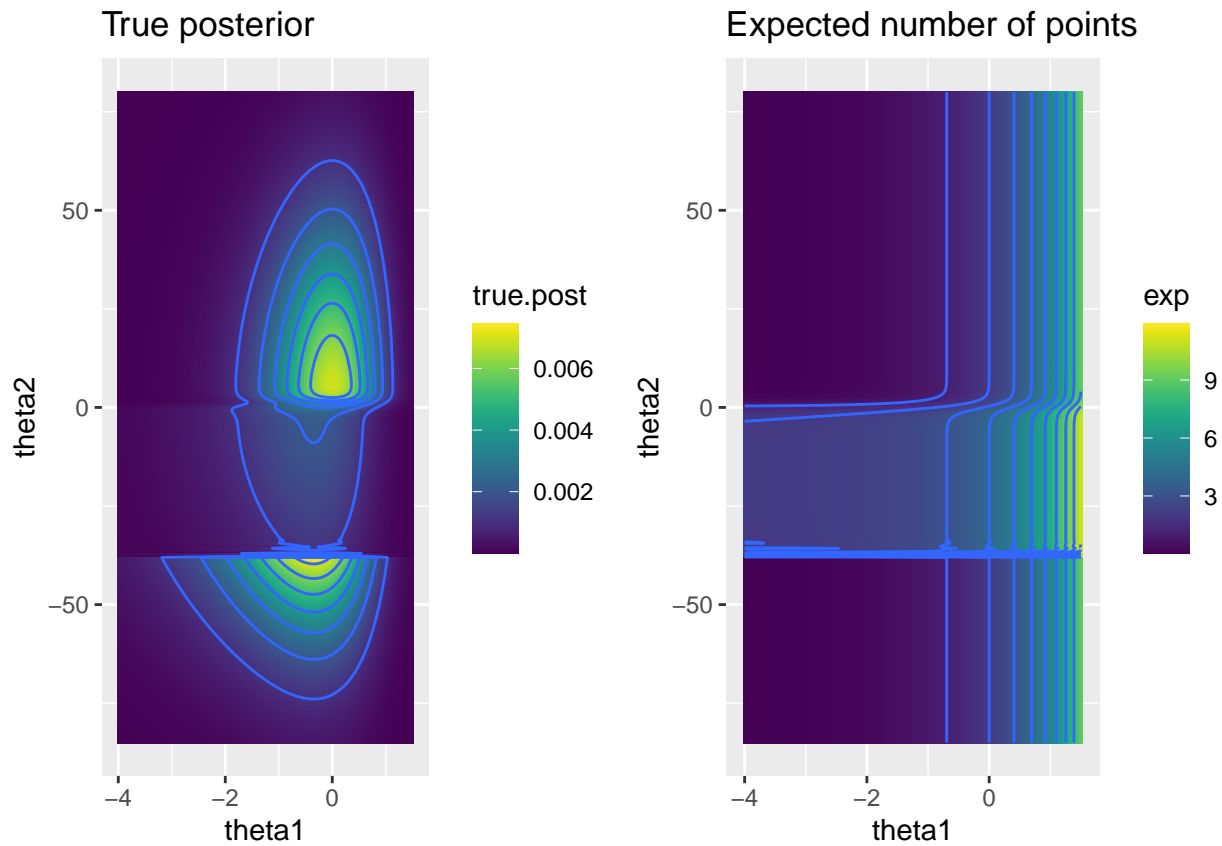 True posterior
theta2
50
0
−50
−4
−2
0
theta1
true.post
0.006
0.004
0.002
Expected number of points
theta2
50
0
−50
−4
−2
0
theta1
exp
9
6
3